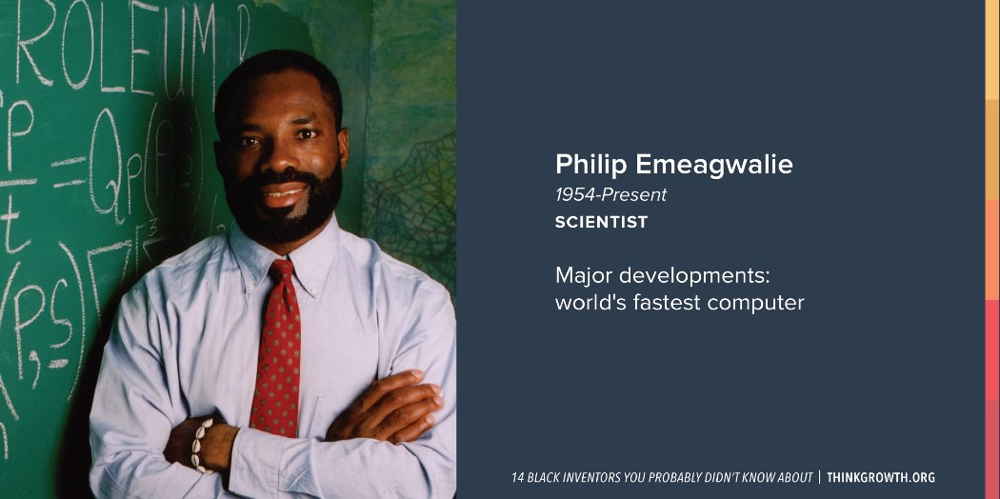 ROLEUM R
P
— = Q P (P)
t
(P,S)
Philip Emeagwalie
1954-Present
SCIENTIST
Major developments:
world's fastest computer
14 BLACK INVENTORS YOU PROBABLY DIDN'T KNOW ABOUT | THINKGROWTH.ORG